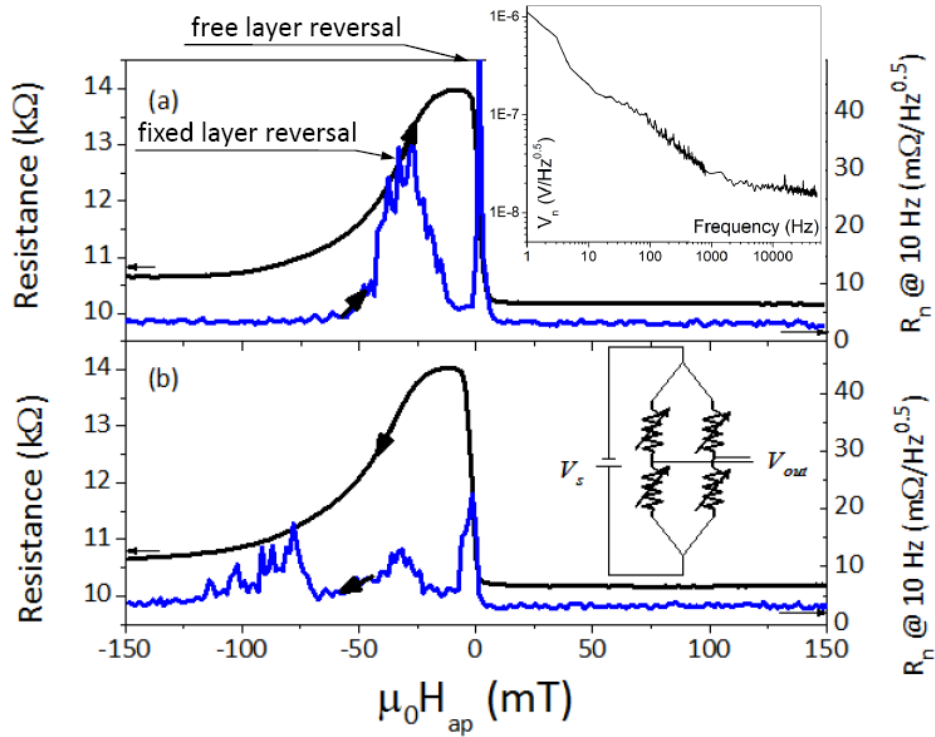 free layer reversal
(a)
fixed layer reversal
Resistance (kΩ)
14
13
12
11
10
40
30
20
10
0
R_n @ 10 Hz (mΩ/Hz^0.5)
1E-6
1E-7
1E-8
V_n (V/Hz^0.5)
Frequency (Hz)
1
10
100
1000
10000
(b)
Resistance (kΩ)
14
13
12
11
10
40
30
20
10
0
R_n @ 10 Hz (mΩ/Hz^0.5)
V_s
V_out
-150
-100
-50
0
50
100
150
μ_0H_ap (mT)